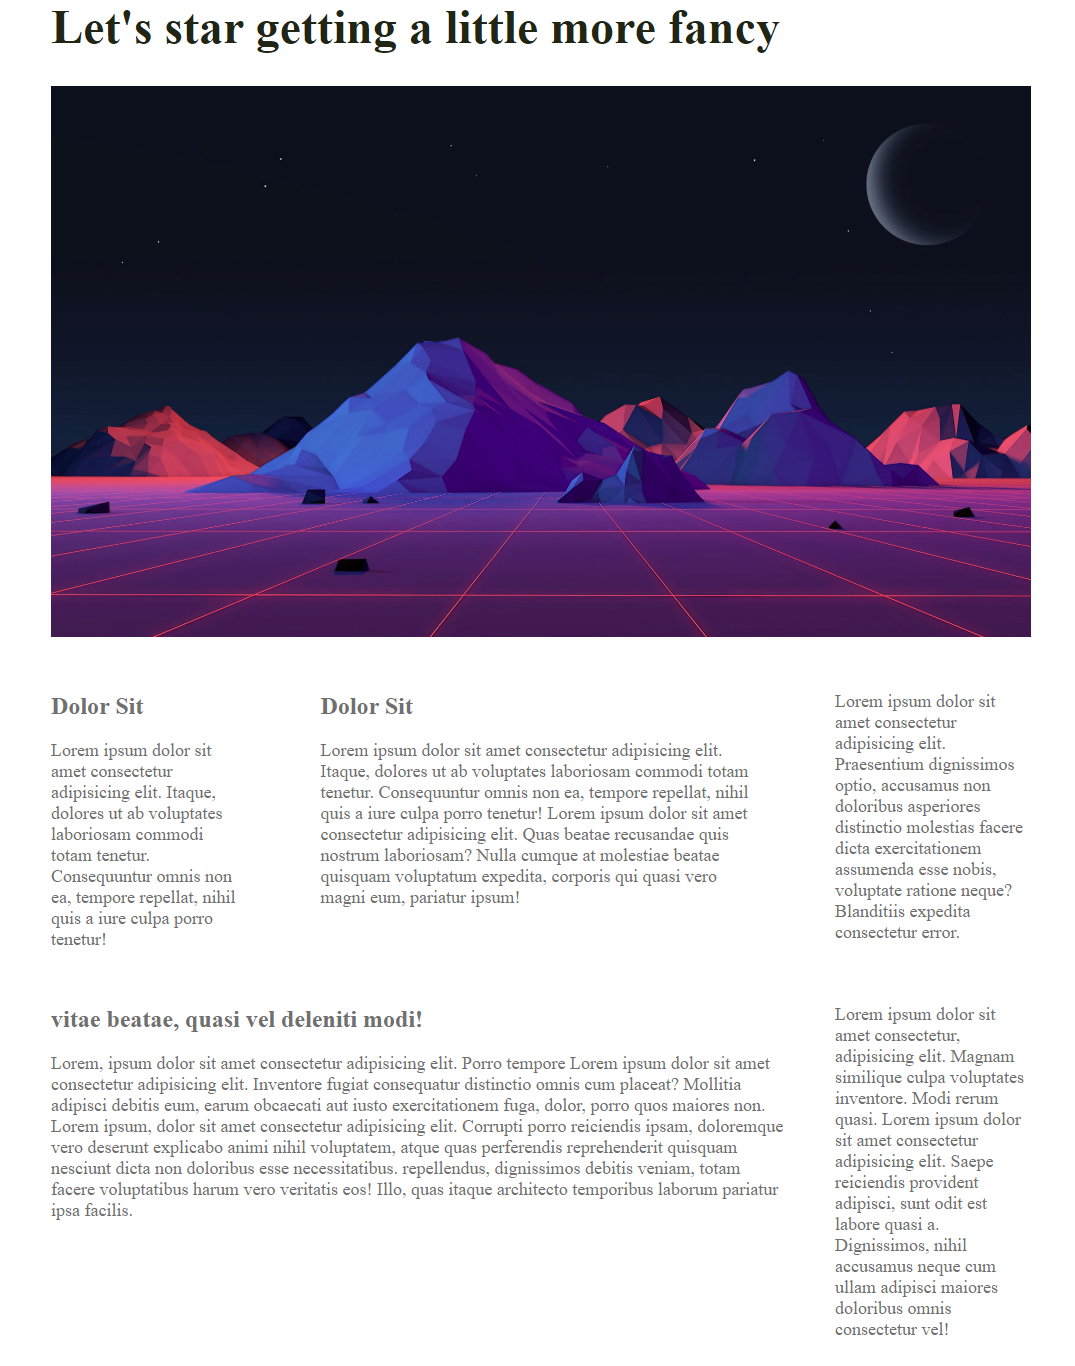 Let's star getting a little more fancy
Dolor Sit
Lorem ipsum dolor sit
amet consectetur
adipisicing elit. Itaque,
dolores ut ab voluptates
laboriosam commodi
totam tenetur.
Consequuntur omnis non
ea, tempore repellat, nihil
quis a iure culpa porro
tenetur!
Dolor Sit
Lorem ipsum dolor sit amet consectetur adipisicing elit.
Itaque, dolores ut ab voluptates laboriosam commodi totam
tenetur. Consequuntur omnis non ea, tempore repellat, nihil
quis a iure culpa porro tenetur! Lorem ipsum dolor sit amet
consectetur adipisicing elit. Quas beatae recusandae quis
nostrum laboriosam? Nulla cumque at molestiae beatae
quisquam voluptatum expedita, corporis qui quasi vero
magni eum, pariatur ipsum!
Lorem ipsum dolor sit
amet consectetur
adipisicing elit.
Praesentium dignissimos
optio, accusamus non
doloribus asperiores
distinctio molestias facere
dicta exercitationem
assumenda esse nobis,
voluptate ratione neque?
Blanditiis expedita
consectetur error.
vitae beatae, quasi vel deleniti modi!
Lorem, ipsum dolor sit amet consectetur adipisicing elit. Porro tempore Lorem ipsum dolor sit amet
consectetur adipisicing elit. Inventore fugiat consequatur distinctio omnis cum placeat? Mollitia
adipisci debitis eum, earum obcaecati aut iusto exercitationem fuga, dolor, porro quos maiores non.
Lorem ipsum, dolor sit amet consectetur adipisicing elit. Corrupti porro reiciendis ipsam, doloremque
vero deserunt explicabo animi nihil voluptatem, atque quas perferendis reprehenderit quisquam
nesciunt dicta non doloribus esse necessitatibus. repellendus, dignissimos debitis veniam, totam
facere voluptatibus harum vero veritatis eos! Illo, quas itaque architecto temporibus laborum pariatur
ipsa facilis.
Lorem ipsum dolor sit
amet consectetur,
adipisicing elit. Magnam
similique culpa voluptates
inventore. Modi rerum
quasi. Lorem ipsum dolor
sit amet consectetur
adipisicing elit. Saepe
reiciendis provident
adipisci, sunt odit est
labore quasi a.
Dignissimos, nihil
accusamus neque cum
ullam adipisci maiores
doloribus omnis
consectetur vel!